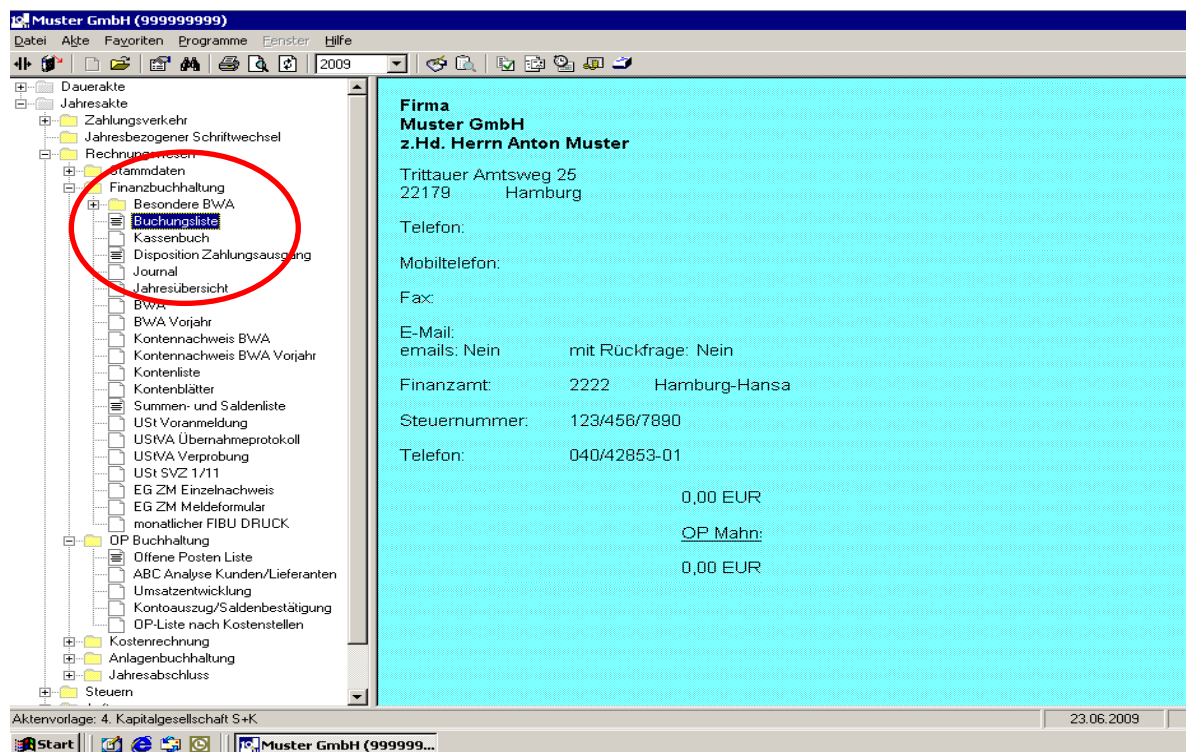 Muster GmbH (999999999)
Datei Akte Favoriten Programme Fenster Hilfe
2009
Dauerakte
Jahresakte
Zahlungsverkehr
Jahresbezogener Schriftwechsel
Rechnungswesen
Stammdaten
Finanzbuchhaltung
Besondere BWA
Buchungsliste
Kassenbuch
Disposition Zahlungsausgang
Journal
Jahresübersicht
BWA
BWA Vorjahr
Kontennachweis BWA
Kontennachweis BWA Vorjahr
Kontenliste
Kontenblätter
Summen- und Saldenliste
USt Voranmeldung
UStVA Übernahmeprotokoll
UStVA Verprobung
USt SVZ 1/11
EG ZM Einzelnachweis
EG ZM Meldeformular
monatlicher FIBU DRUCK
OP Buchhaltung
Offene Posten Liste
ABC Analyse Kunden/Lieferanten
Umsatzentwicklung
Kontoauszug/Saldenbestätigung
OP-Liste nach Kostenstellen
Kostenrechnung
Anlagenbuchhaltung
Jahresabschluss
Steuern
Firma
Muster GmbH
z.Hd. Herrn Anton Muster
Trittauer Amtsweg 25
22179 Hamburg
Telefon:
Mobiltelefon:
Fax:
E-Mail:
emails: Nein mit Rückfrage: Nein
Finanzamt: 2222 Hamburg-Hansa
Steuernummer: 123/456/7890
Telefon: 040/42853-01
0,00 EUR
OP Mahn:
0,00 EUR
Aktenvorlage: 4. Kapitalgesellschaft S+K 23.06.2009
Start Muster GmbH (999999...